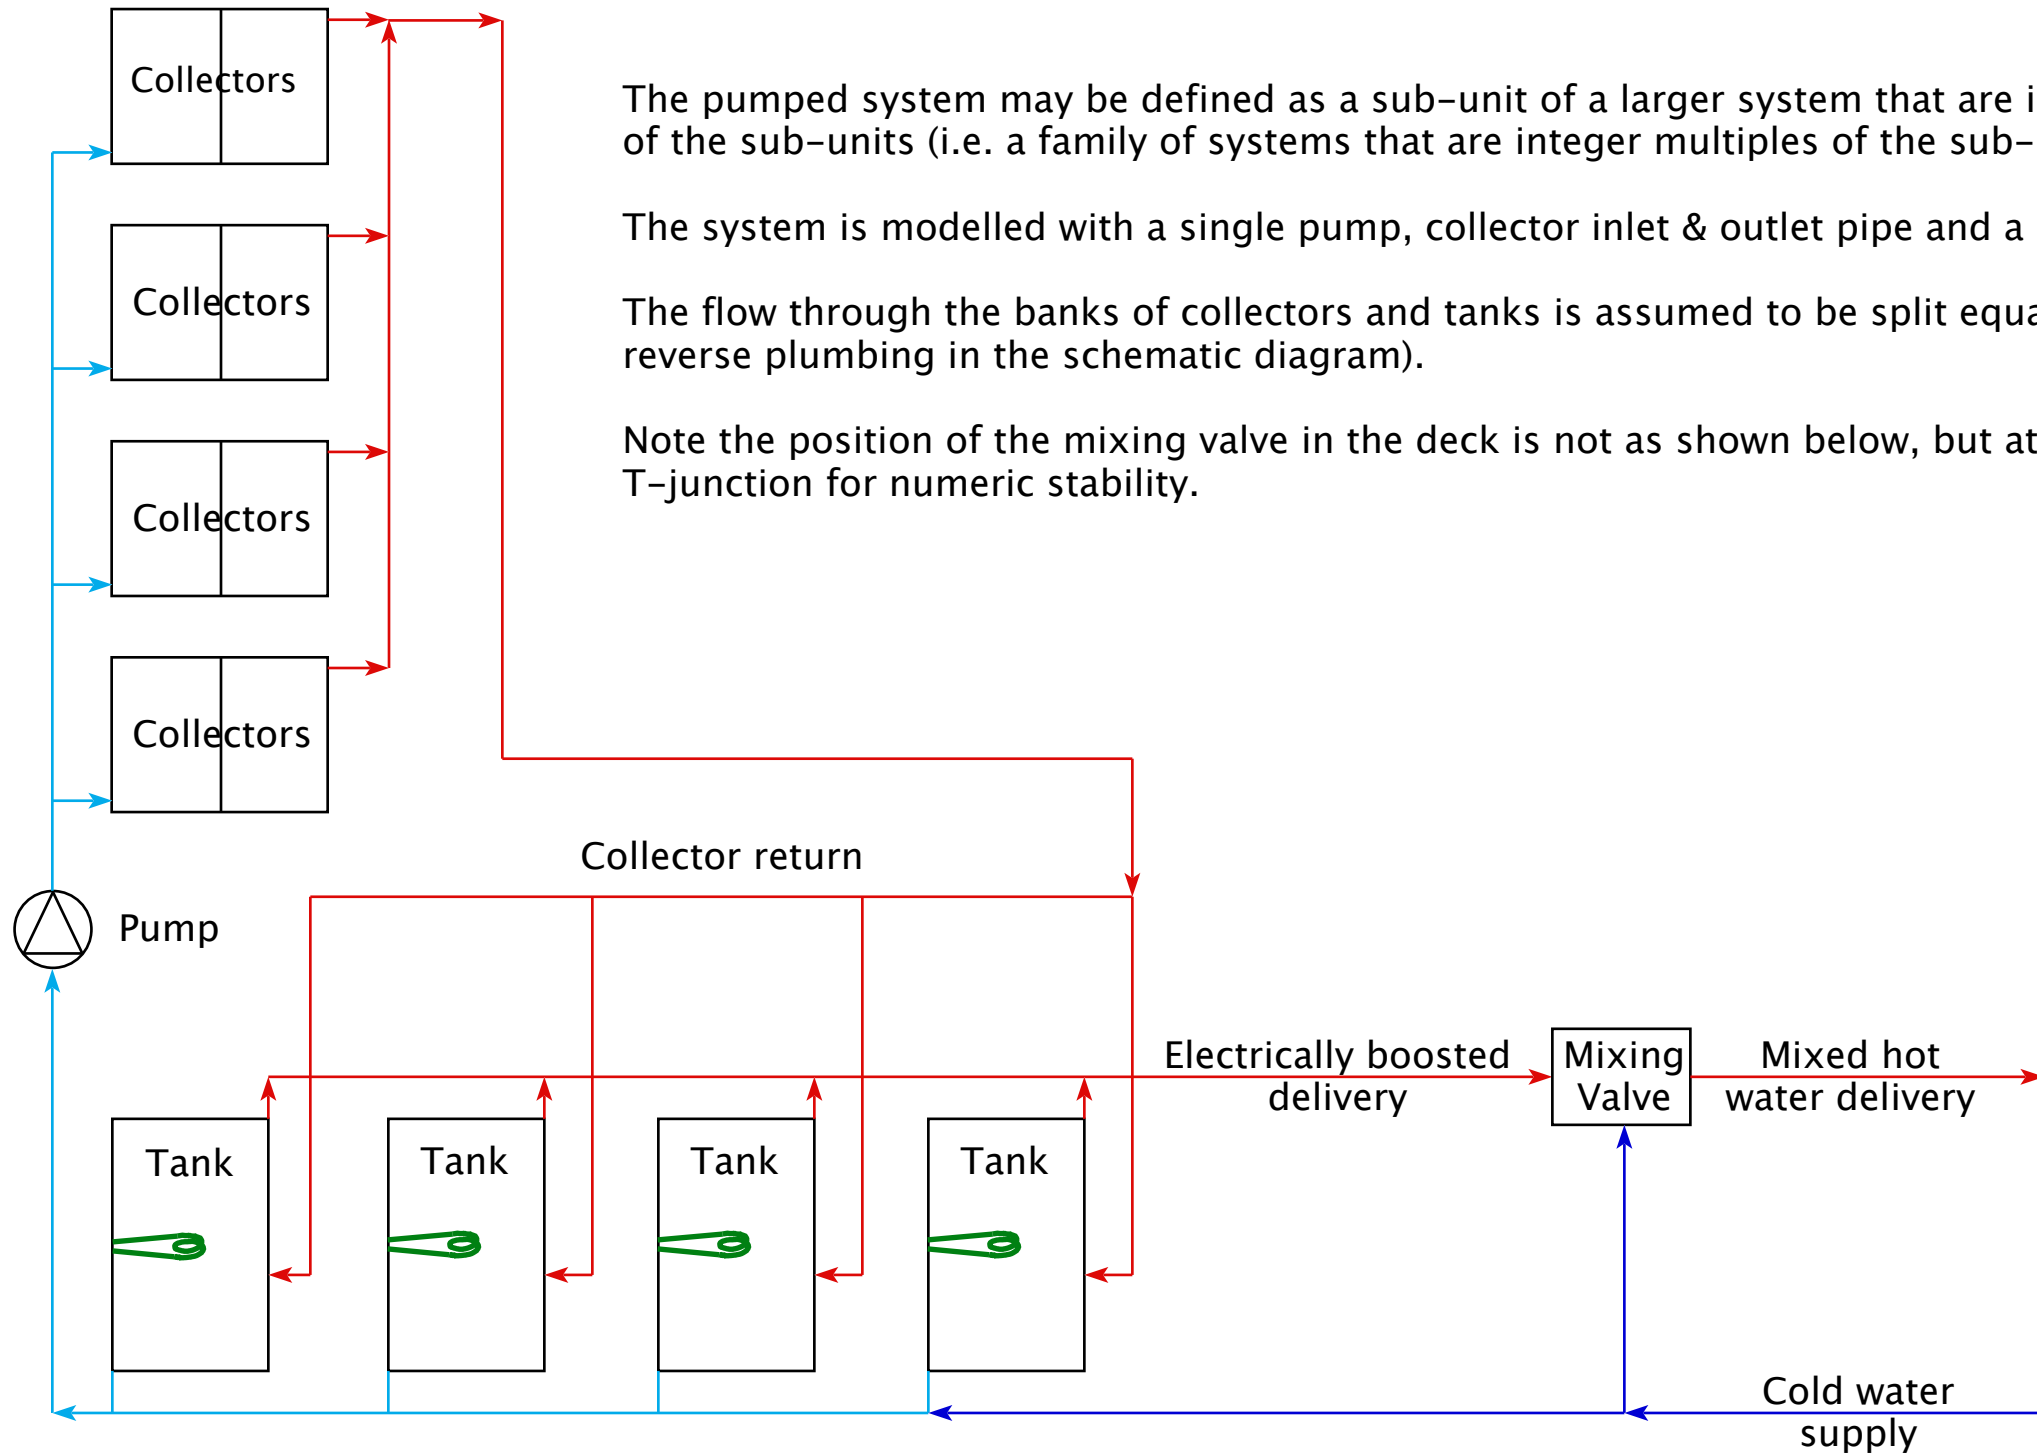 Collectors
The pumped system may be defined as a sub-unit of a larger system that are
of the sub-units (i.e. a family of systems that are integer multiples of the sub-
The system is modelled with a single pump, collector inlet & outlet pipe and a
Collectors
The flow through the banks of collectors and tanks is assumed to be split
reverse plumbing in the schematic diagram).
Note the position of the mixing valve in the deck is not as shown below, but at
T-junction for numeric stability.
Collectors
Collectors
Collector return
Pump
Electrically boosted
delivery
Mixing
Valve
Mixed hot
water delivery
Tank
Tank
Tank
Tank
Cold water
supply